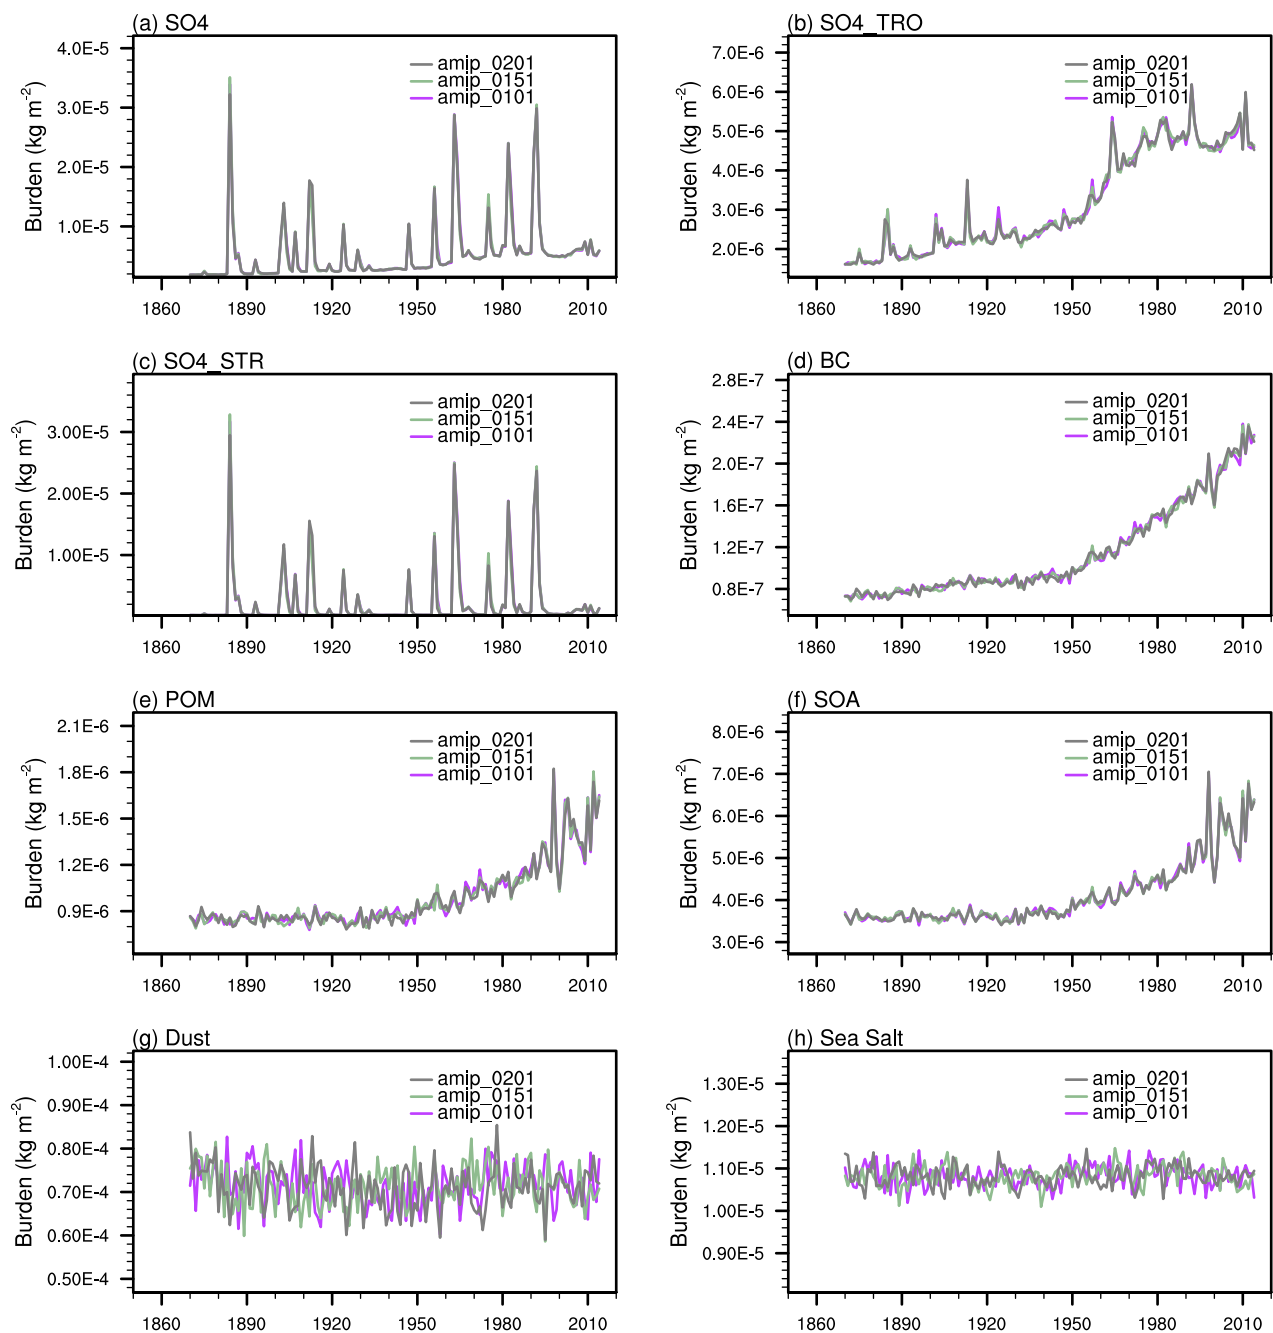 (a) SO4
4.0E-5
3.0E-5
2.0E-5
1.0E-5
Burden (kg m-2)
amip_0201
amip_0151
amip_0101
1860 1890 1920 1950 1980 2010
(b) SO4_TRO
7.0E-6
6.0E-6
5.0E-6
4.0E-6
3.0E-6
2.0E-6
Burden (kg m-2)
amip_0201
amip_0151
amip_0101
1860 1890 1920 1950 1980 2010
(c) SO4_STR
3.00E-5
2.00E-5
1.00E-5
Burden (kg m-2)
amip_0201
amip_0151
amip_0101
1860 1890 1920 1950 1980 2010
(d) BC
2.8E-7
2.4E-7
2.0E-7
1.6E-7
1.2E-7
0.8E-7
Burden (kg m-2)
amip_0201
amip_0151
amip_0101
1860 1890 1920 1950 1980 2010
(e) POM
2.1E-6
1.8E-6
1.5E-6
1.2E-6
0.9E-6
Burden (kg m-2)
amip_0201
amip_0151
amip_0101
1860 1890 1920 1950 1980 2010
(f) SOA
8.0E-6
7.0E-6
6.0E-6
5.0E-6
4.0E-6
3.0E-6
Burden (kg m-2)
amip_0201
amip_0151
amip_0101
1860 1890 1920 1950 1980 2010
(g) Dust
1.00E-4
0.90E-4
0.80E-4
0.70E-4
0.60E-4
0.50E-4
Burden (kg m-2)
amip_0201
amip_0151
amip_0101
1860 1890 1920 1950 1980 2010
(h) Sea Salt
1.30E-5
1.20E-5
1.10E-5
1.00E-5
0.90E-5
Burden (kg m-2)
amip_0201
amip_0151
amip_0101
1860 1890 1920 1950 1980 2010